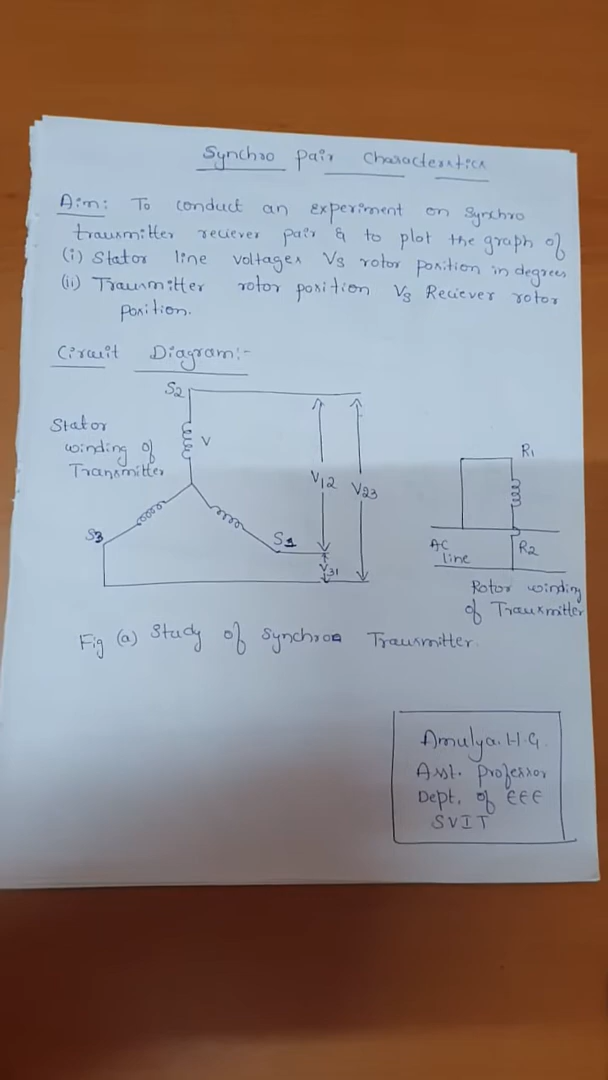 Synchro pair Characterstics
Aim: To conduct an experiment on Synchro
transmitter reciever pair & to plot the graph of
(i) Stator line voltages Vs rotor position in degrees
(ii) Transmitter rotor position Vs Reciever rotor
position.
Circuit Diagram:-
S2
Stator
winding of
Transmitter
V
V12
V23
S3
S1
V31
R1
AC
line
R2
Rotor winding
of Transmitter
Fig (a) Study of Synchro Transmitter.
Amulya.H.G.
Asst. professor
Dept. of EEE
SVIT